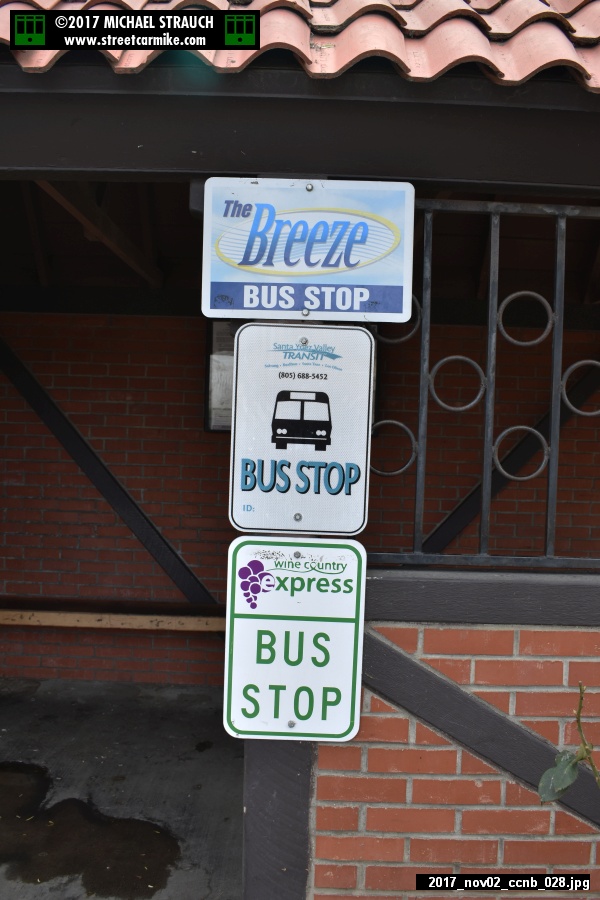 ©2017 MICHAEL STRAUCH
www.streetcarmike.com
The
Breeze
BUS STOP
Santa Ynez Valley
TRANSIT
(805) 688-5452
BUS STOP
ID:
wine country
express
BUS
STOP
2017_nov02_ccnb_028.jpg